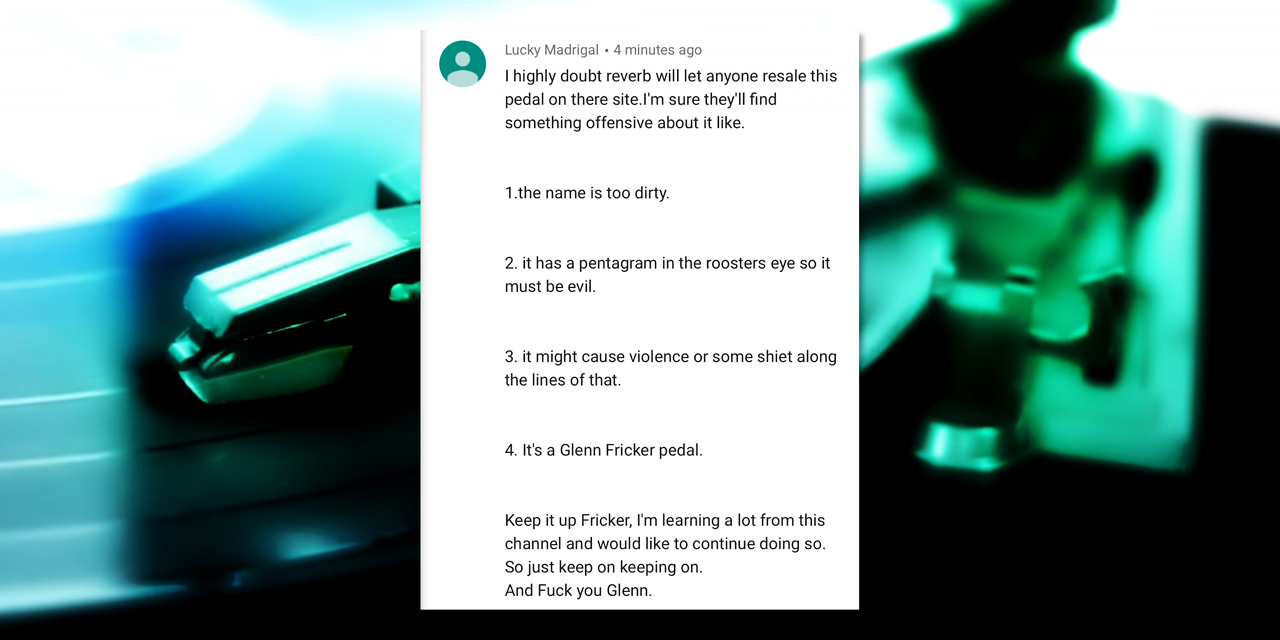 Lucky Madrigal • 4 minutes ago
I highly doubt reverb will let anyone resale this
pedal on there site.I'm sure they'll find
something offensive about it like.
1.the name is too dirty.
2. it has a pentagram in the roosters eye so it
must be evil.
3. it might cause violence or some shiet along
the lines of that.
4. It's a Glenn Fricker pedal.
Keep it up Fricker, I'm learning a lot from this
channel and would like to continue doing so.
So just keep on keeping on.
And Fuck you Glenn.